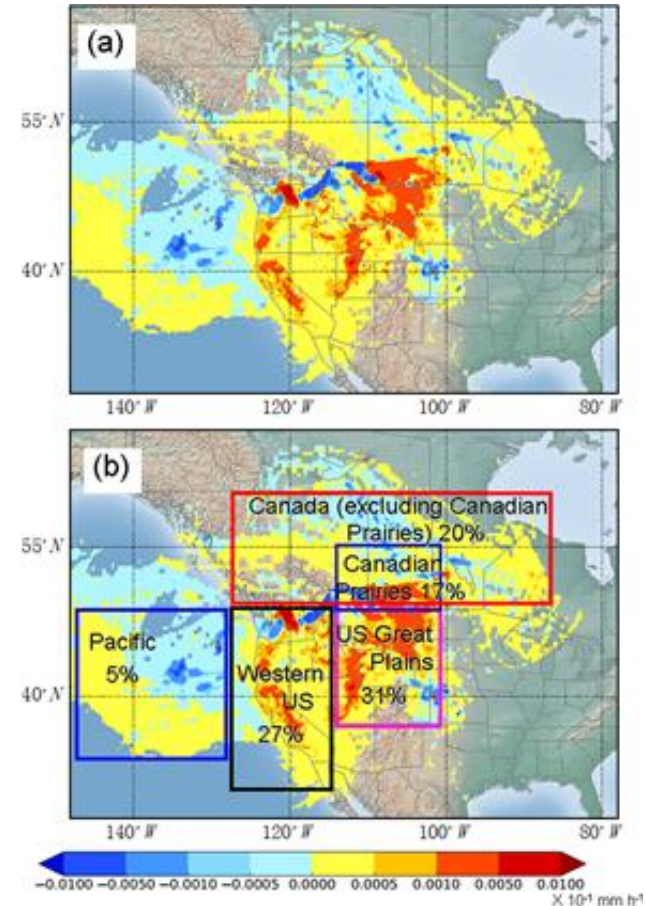 (a)
55° N
40° N
140° W
120° W
100° W
80° W
(b)
Canada (excluding Canadian
Prairies) 20%
55° N
Canadian
Prairies 17%
Pacific
5%
US Great
Plains
31%
Western
US
27%
40° N
140° W
120° W
100° W
80° W
−0.0100 −0.0050 −0.0010 −0.0005 0.0000 0.0005 0.0010 0.0050 0.0100
X 10⁻¹ mm h⁻¹